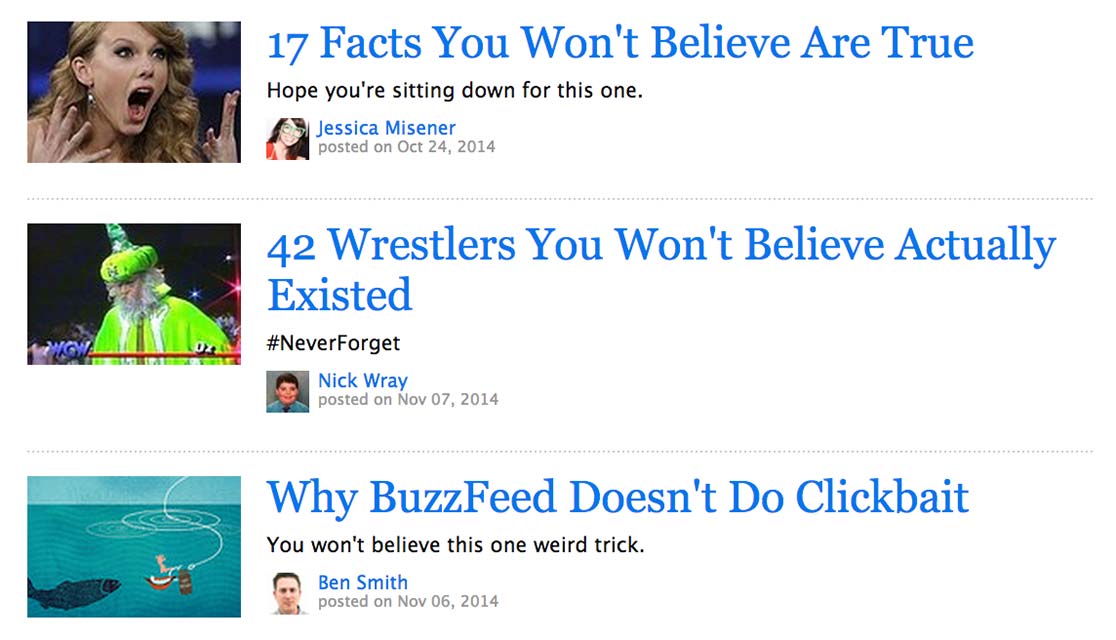 17 Facts You Won't Believe Are True
Hope you're sitting down for this one.
Jessica Misener
posted on Oct 24, 2014
42 Wrestlers You Won't Believe Actually
Existed
WCW
#NeverForget
Nick Wray
posted on Nov 07, 2014
Why BuzzFeed Doesn't Do Clickbait
You won't believe this one weird trick.
Ben Smith
posted on Nov 06, 2014